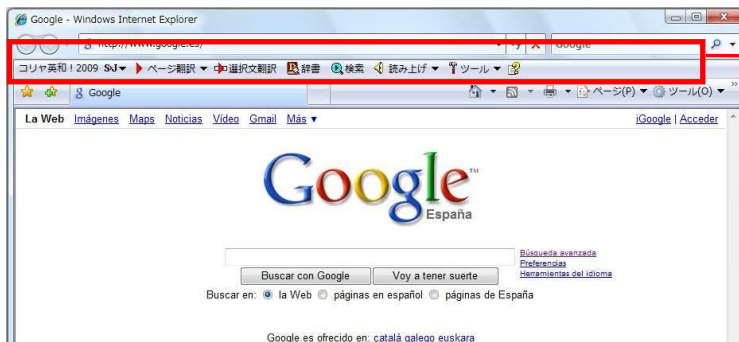 Google - Windows Internet Explorer
http://www.google.es/ Google
コリャ英和!2009 SSJ▼ ページ翻訳 ▼ 選択文翻訳 辞書 検索 読み上げ ▼ ツール ▼
Google ページ(P) ▼ ツール(O) ▼ »
La Web Imágenes Maps Noticias Vídeo Gmail Más ▼ iGoogle | Acceder
Google™
España
Búsqueda avanzada
Preferencias
Buscar con Google Voy a tener suerte Herramientas del idioma
Buscar en: la Web páginas en español páginas de España
Google.es ofrecido en: català galego euskara